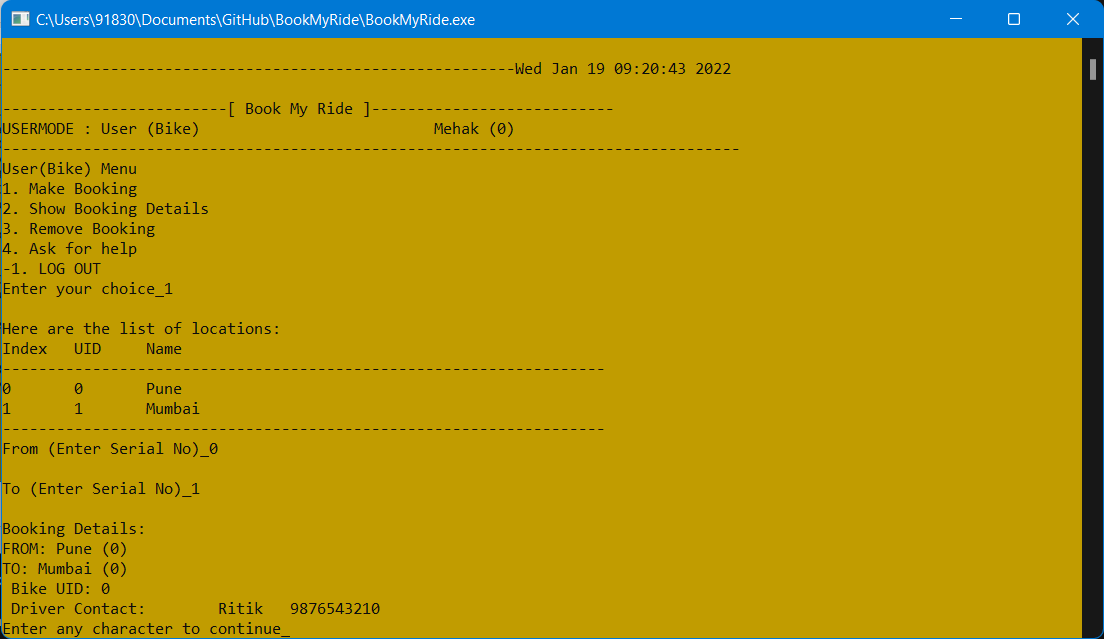 C:\Users\91830\Documents\GitHub\BookMyRide\BookMyRide.exe
---------------------------------------------------------Wed Jan 19 09:20:43 2022
-------------------------[ Book My Ride ]---------------------------
USERMODE : User (Bike) Mehak (0)
----------------------------------------------------------------------------------
User(Bike) Menu
1. Make Booking
2. Show Booking Details
3. Remove Booking
4. Ask for help
-1. LOG OUT
Enter your choice_1
Here are the list of locations:
Index UID Name
-------------------------------------------------------------------
0 0 Pune
1 1 Mumbai
-------------------------------------------------------------------
From (Enter Serial No)_0
To (Enter Serial No)_1
Booking Details:
FROM: Pune (0)
TO: Mumbai (0)
Bike UID: 0
Driver Contact: Ritik 9876543210
Enter any character to continue_